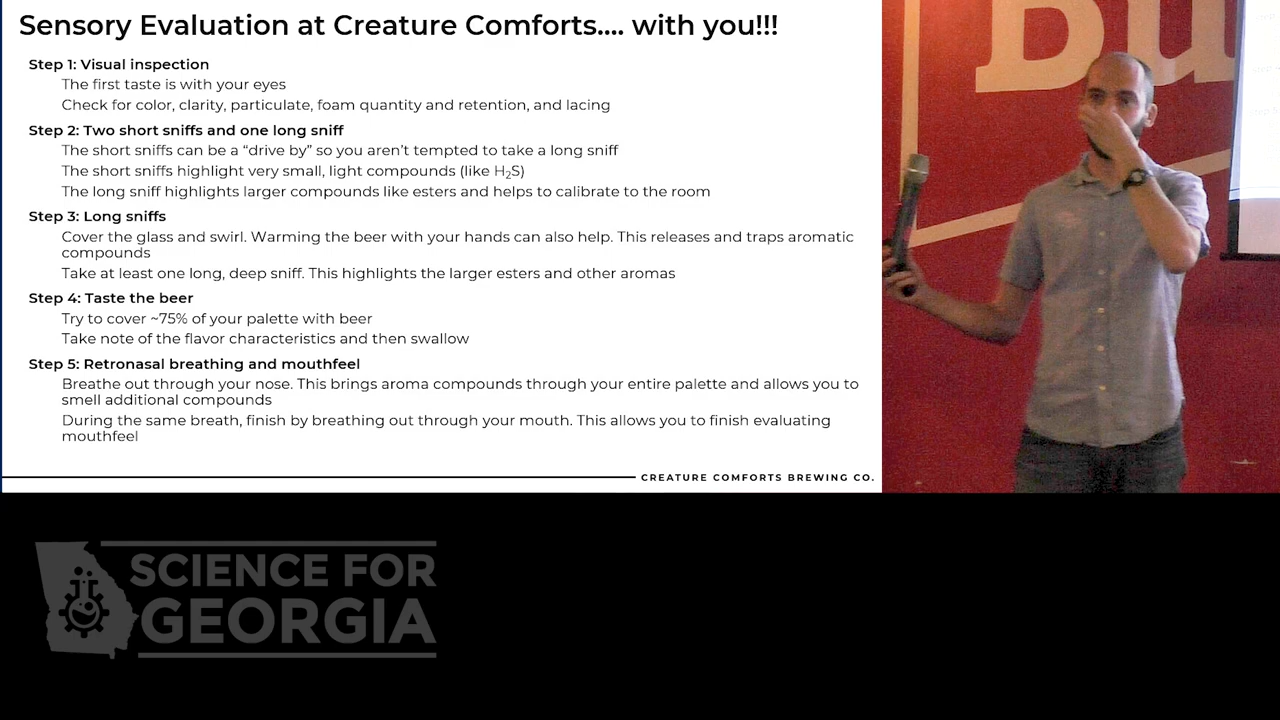 Sensory Evaluation at Creature Comforts.... with you!!!
Step 1: Visual inspection
The first taste is with your eyes
Check for color, clarity, particulate, foam quantity and retention, and lacing
Step 2: Two short sniffs and one long sniff
The short sniffs can be a “drive by” so you aren’t tempted to take a long sniff
The short sniffs highlight very small, light compounds (like H₂S)
The long sniff highlights larger compounds like esters and helps to calibrate to the room
Step 3: Long sniffs
Cover the glass and swirl. Warming the beer with your hands can also help. This releases and traps aromatic
compounds
Take at least one long, deep sniff. This highlights the larger esters and other aromas
Step 4: Taste the beer
Try to cover ~75% of your palette with beer
Take note of the flavor characteristics and then swallow
Step 5: Retronasal breathing and mouthfeel
Breathe out through your nose. This brings aroma compounds through your entire palette and allows you to
smell additional compounds
During the same breath, finish by breathing out through your mouth. This allows you to finish evaluating
mouthfeel
CREATURE COMFORTS BREWING CO.
Bu
SCIENCE FOR
GEORGIA